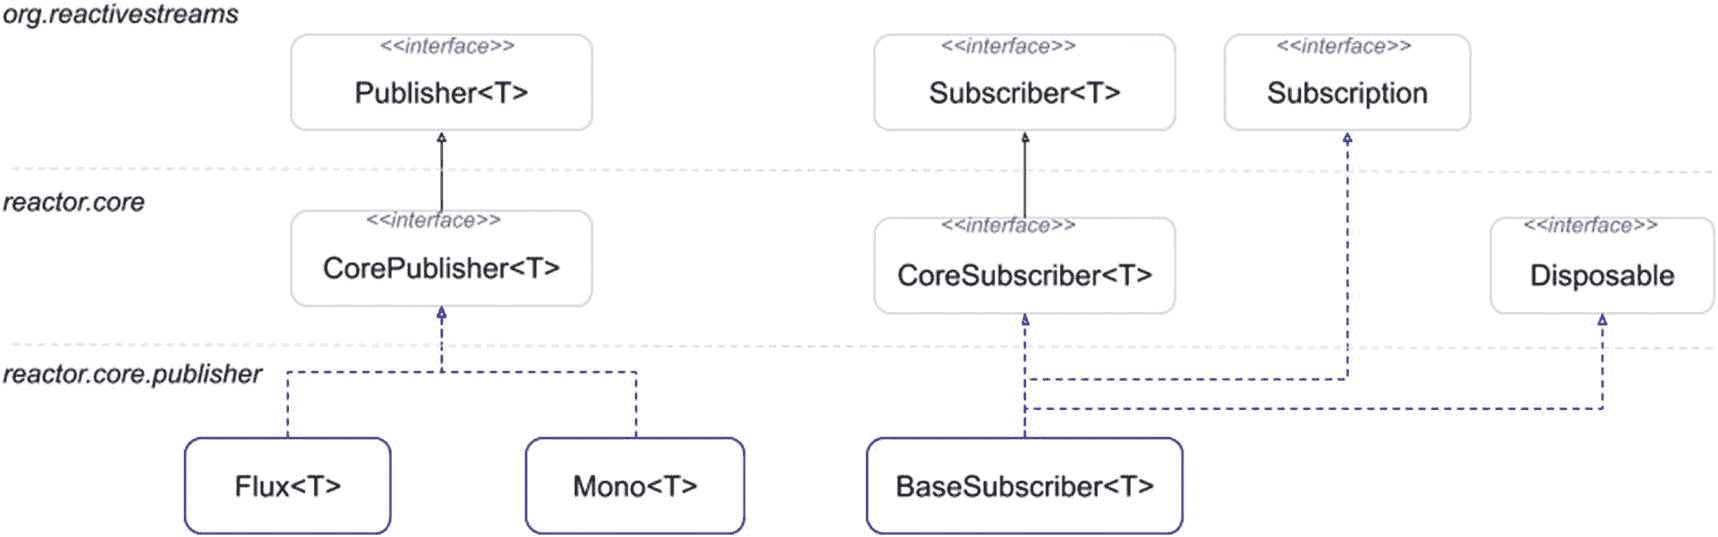 org.reactivestreams
<<interface>>
Publisher<T>
<<interface>>
Subscriber<T>
<<interface>>
Subscription
reactor.core
<<interface>>
CorePublisher<T>
<<interface>>
CoreSubscriber<T>
<<interface>>
Disposable
reactor.core.publisher
Flux<T>
Mono<T>
BaseSubscriber<T>